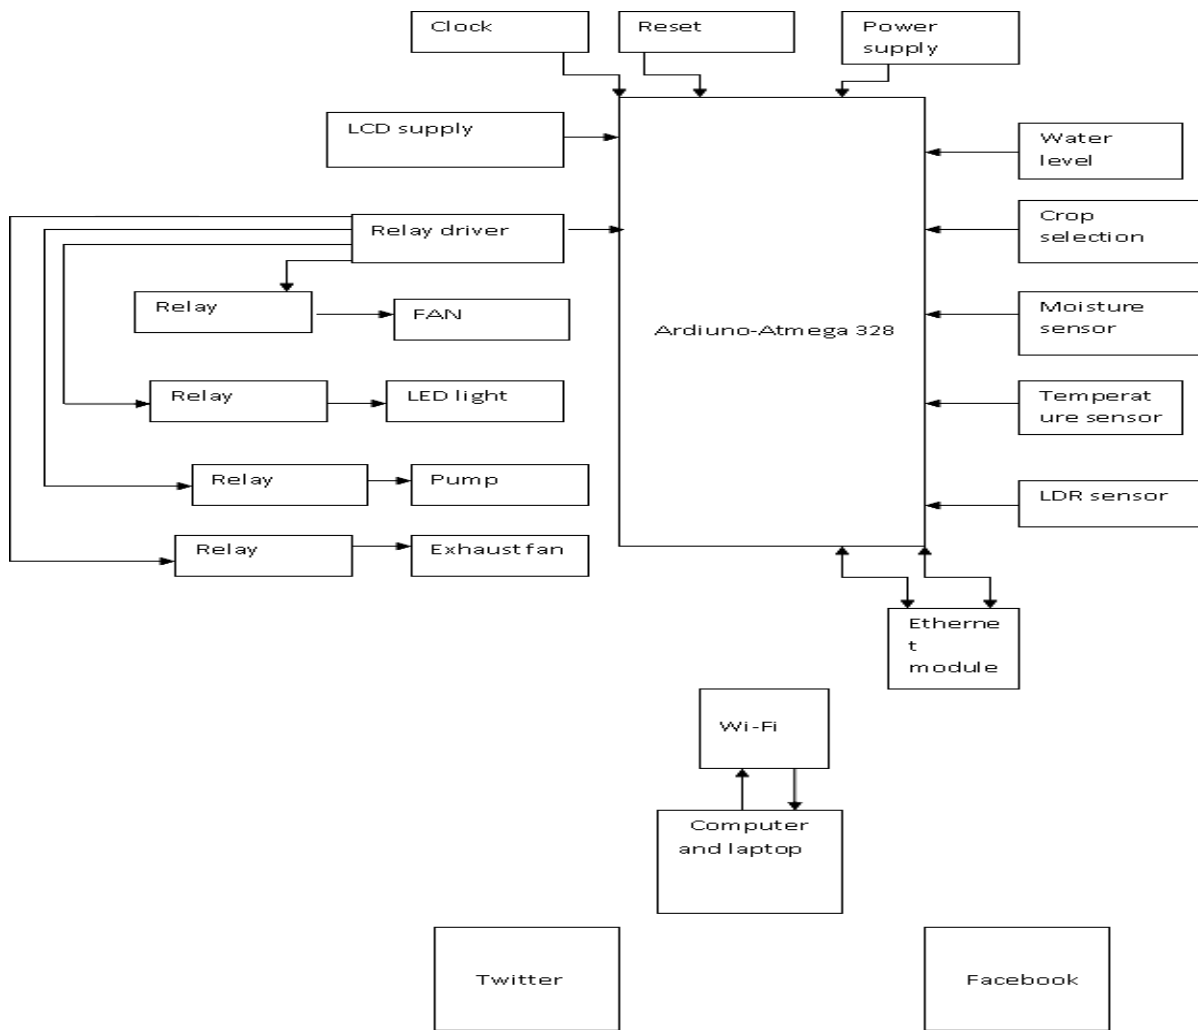 Clock
Reset
Power
supply
LCD supply
Water
level
Relay driver
Crop
selection
Relay
FAN
Ardiuno-Atmega 328
Moisture
sensor
Relay
LED light
Temperat
ure sensor
Relay
Pump
LDR sensor
Relay
Exhaust fan
Etherne
t
module
Wi-Fi
Computer
and laptop
Twitter
Facebook